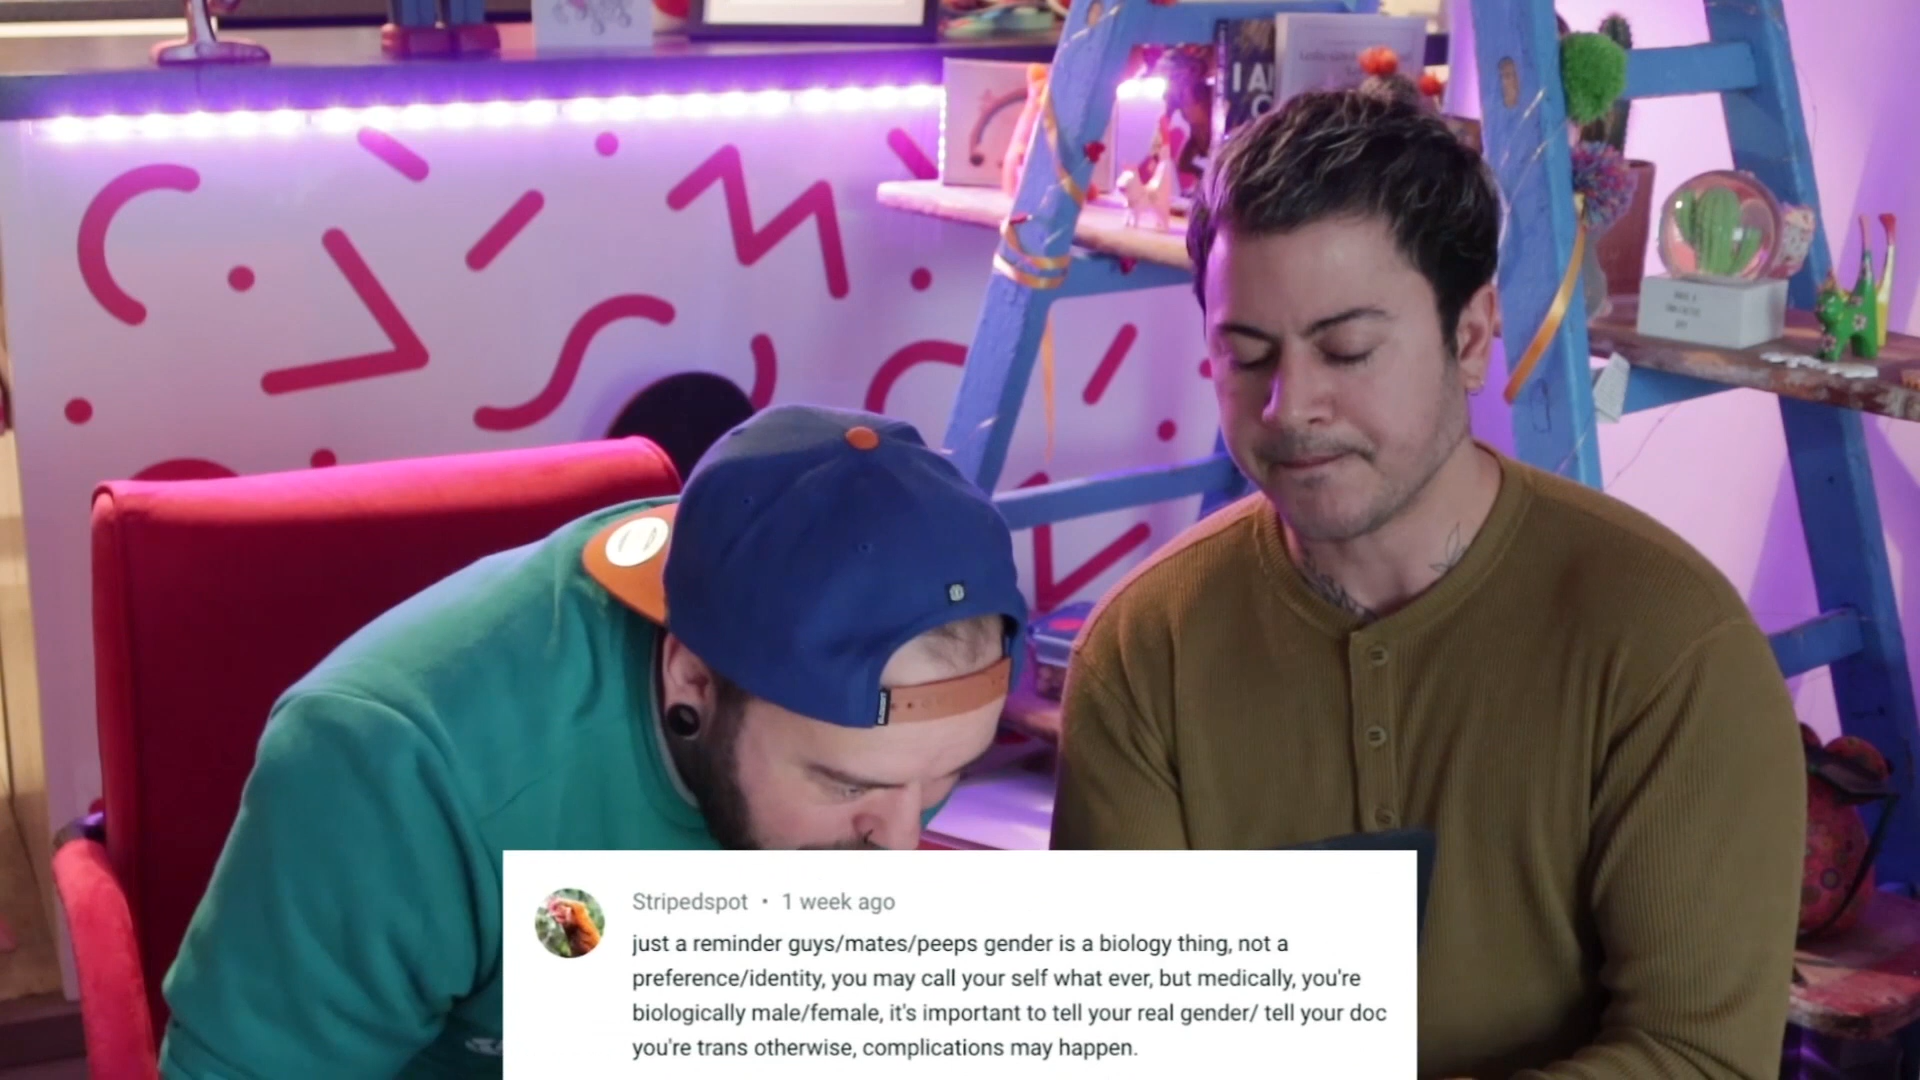 I A
C
Stripedspot • 1 week ago
just a reminder guys/mates/peeps gender is a biology thing, not a
preference/identity, you may call your self what ever, but medically, you're
biologically male/female, it's important to tell your real gender/ tell your doc
you're trans otherwise, complications may happen.